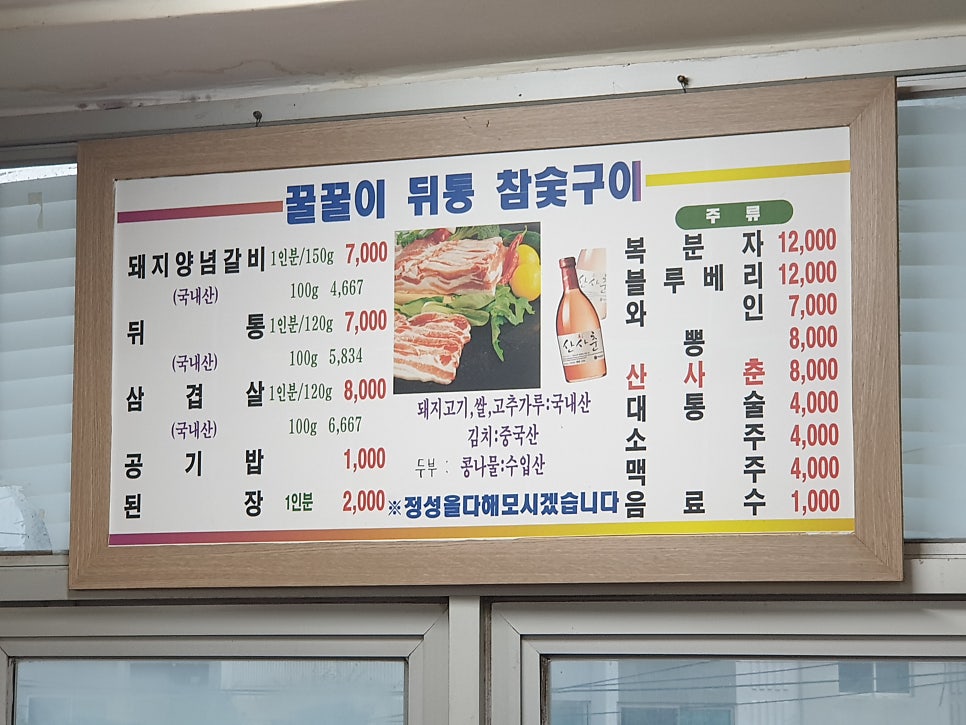 꿀꿀이 뒤통 참숯구이
돼지양념갈비 1인분/150g 7,000
(국내산) 100g 4,667
뒤통 1인분/120g 7,000
(국내산) 100g 5,834
삼겹살 1인분/120g 8,000
(국내산) 100g 6,667
공기밥 1,000
된장 1인분 2,000
산사춘
돼지고기,쌀,고추가루:국내산
김치:중국산
두부 : 콩나물:수입산
※정성을다해모시겠습니다
주류
복분자 12,000
블루베리 12,000
와인 7,000
뽕 8,000
산사춘 8,000
대통술 4,000
소주 4,000
맥주 4,000
음료수 1,000